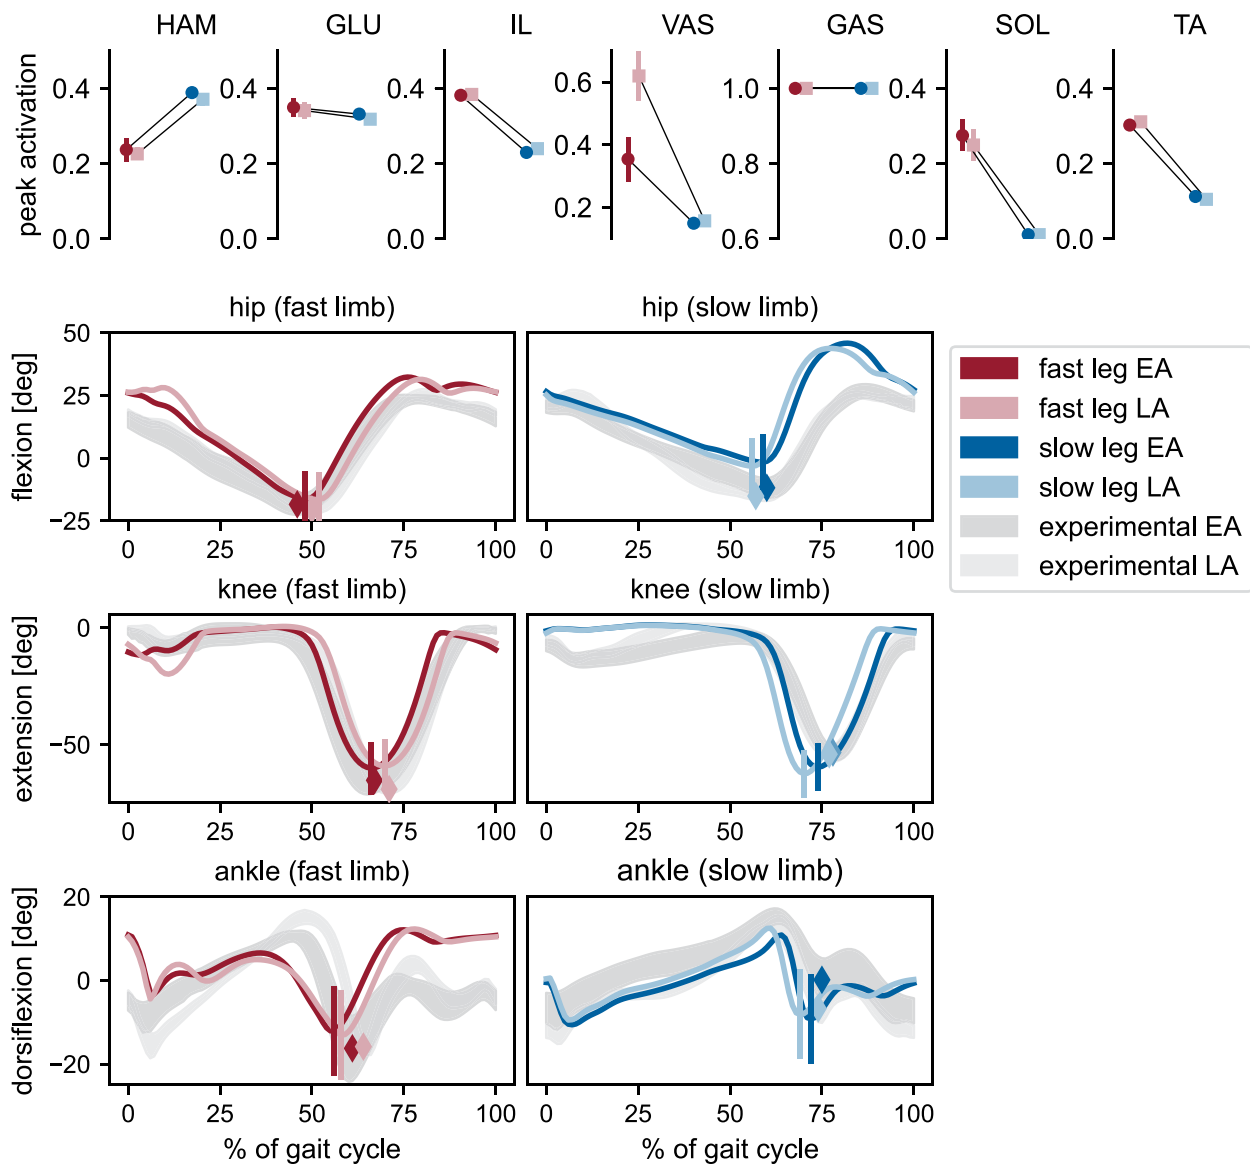 HAM GLU IL VAS GAS SOL TA
peak activation
0.4 0.4 0.4 0.6 1.0 0.4 0.4
0.2 0.2 0.2 0.4 0.8 0.2 0.2
0.0 0.0 0.0 0.2 0.6 0.0 0.0
hip (fast limb) hip (slow limb)
flexion [deg]
50
25
0
−25
0 25 50 75 100 0 25 50 75 100
fast leg EA
fast leg LA
slow leg EA
slow leg LA
experimental EA
experimental LA
knee (fast limb) knee (slow limb)
extension [deg]
0
−50
0 25 50 75 100 0 25 50 75 100
ankle (fast limb) ankle (slow limb)
dorsiflexion [deg]
20
0
−20
0 25 50 75 100 0 25 50 75 100
% of gait cycle % of gait cycle